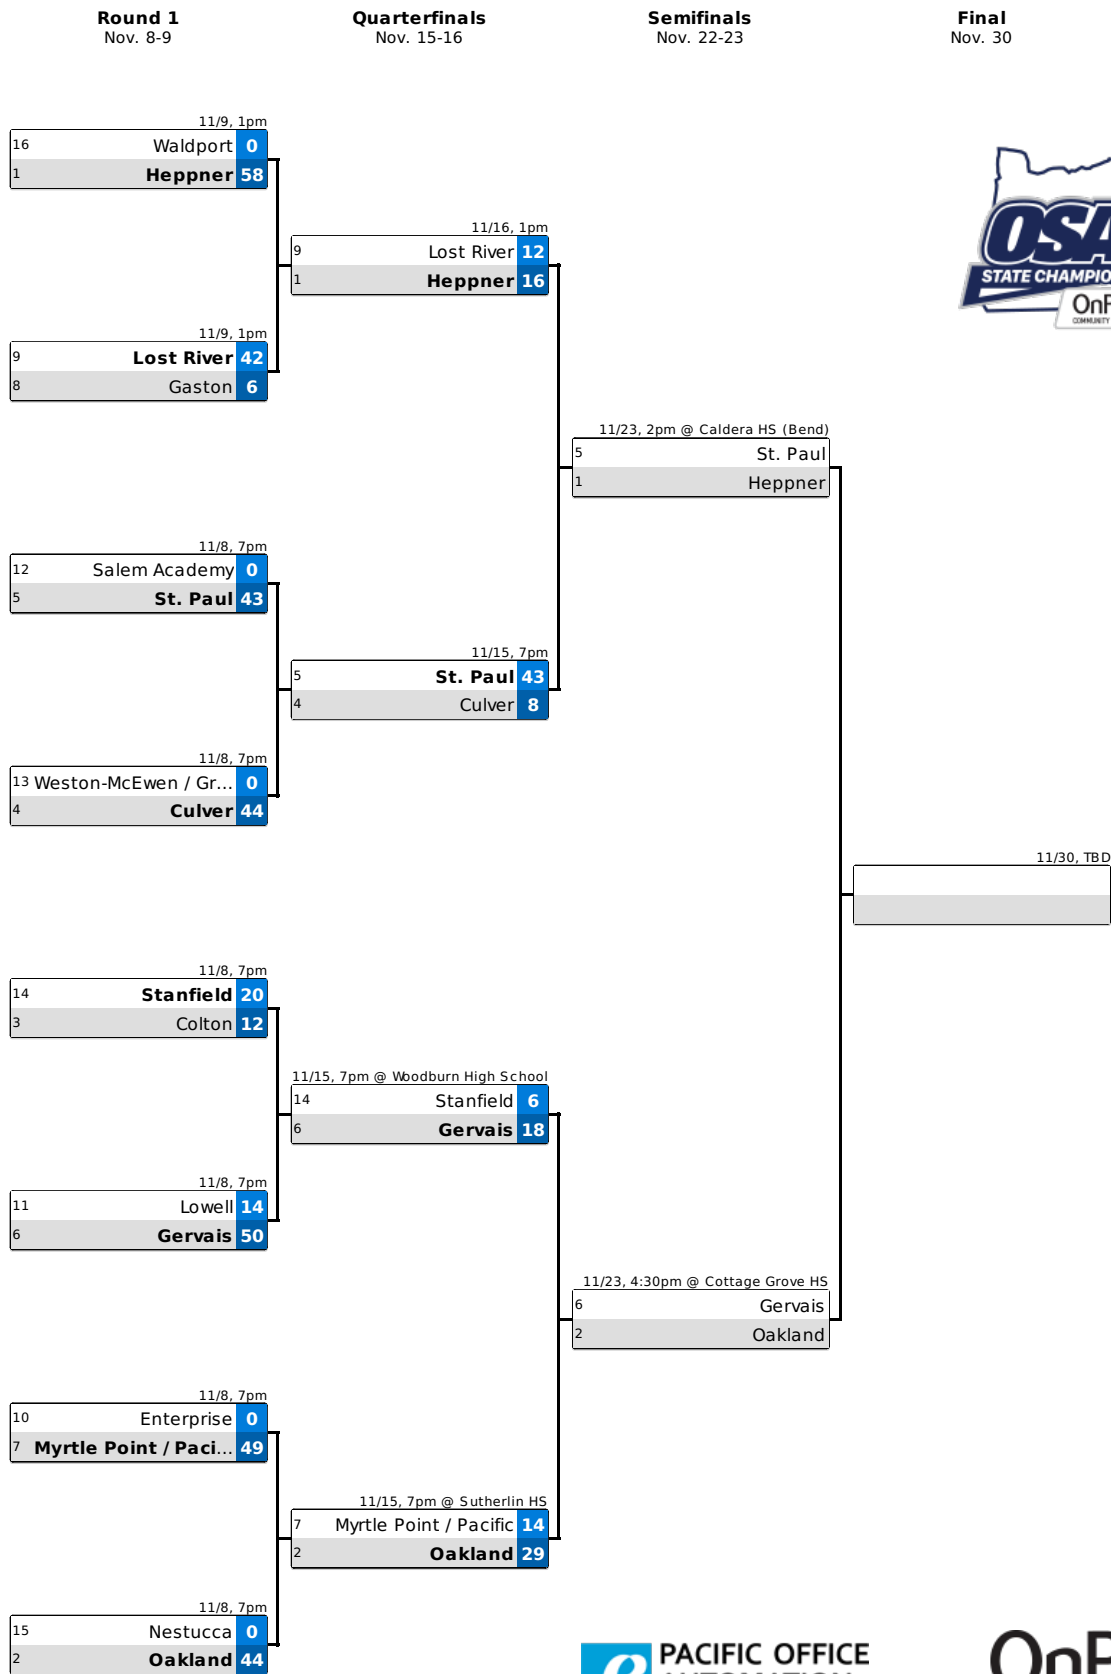 Round 1
Nov. 8-9
Quarterfinals
Nov. 15-16
Semifinals
Nov. 22-23
Final
Nov. 30
11/9, 1pm
16 Waldport 0
1 Heppner 58
11/9, 1pm
9 Lost River 42
8 Gaston 6
11/8, 7pm
12 Salem Academy 0
5 St. Paul 43
11/8, 7pm
13 Weston-McEwen / Gr... 0
4 Culver 44
11/8, 7pm
14 Stanfield 20
3 Colton 12
11/8, 7pm
11 Lowell 14
6 Gervais 50
11/8, 7pm
10 Enterprise 0
7 Myrtle Point / Paci... 49
11/8, 7pm
15 Nestucca 0
2 Oakland 44
11/16, 1pm
9 Lost River 12
1 Heppner 16
11/15, 7pm
5 St. Paul 43
4 Culver 8
11/15, 7pm @ Woodburn High School
14 Stanfield 6
6 Gervais 18
11/15, 7pm @ Sutherlin HS
7 Myrtle Point / Pacific 14
2 Oakland 29
11/23, 2pm @ Caldera HS (Bend)
5 St. Paul
1 Heppner
11/23, 4:30pm @ Cottage Grove HS
6 Gervais
2 Oakland
11/30, TBD
OSA
STATE CHAMPIO
OnP
COMMUNITY
PACIFIC OFFICE
AUTOMATION
OnP